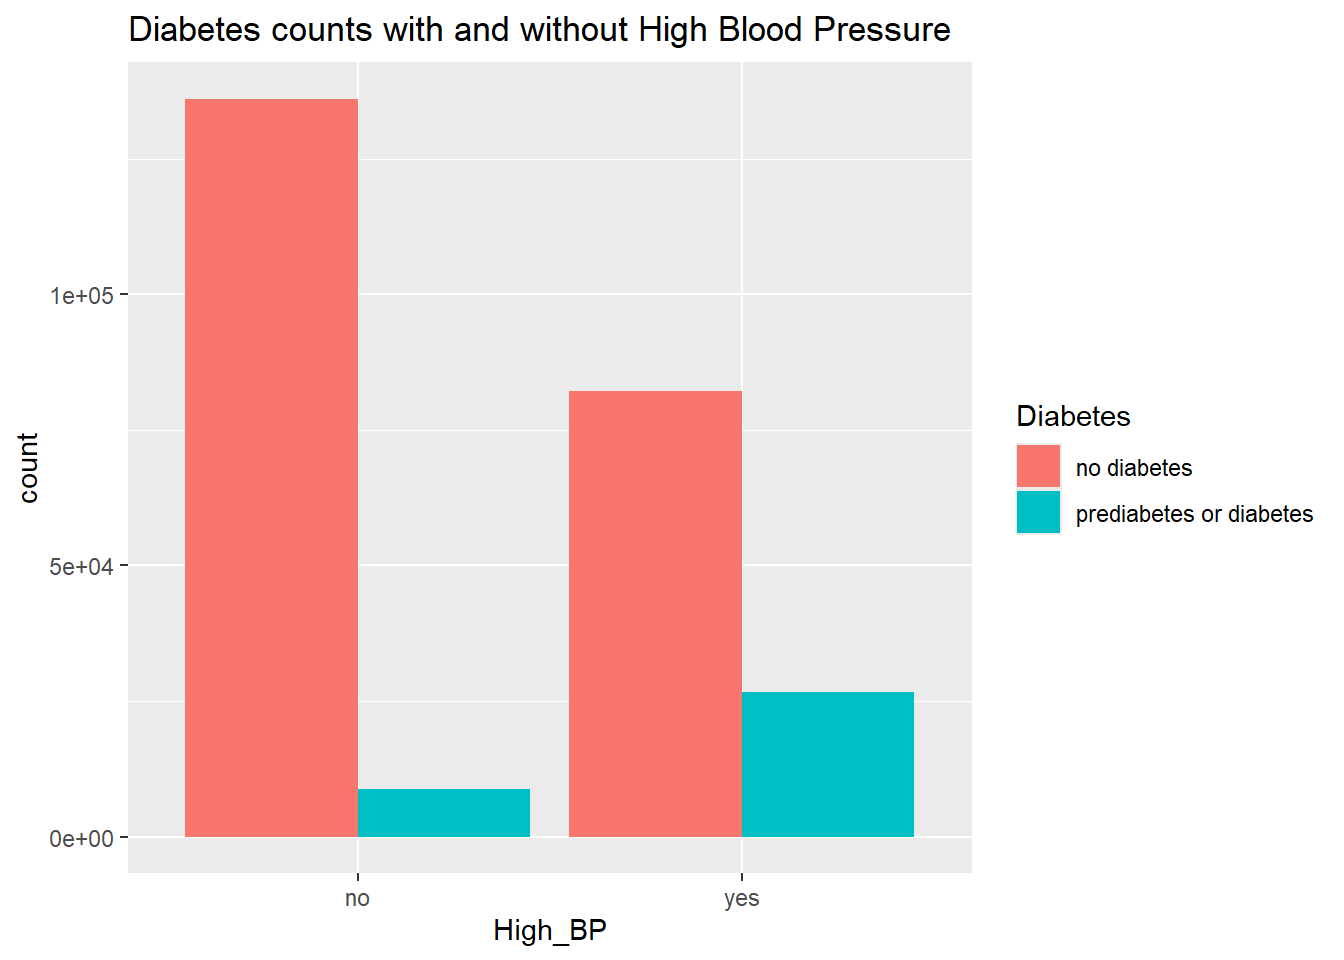 Diabetes counts with and without High Blood Pressure
1e+05
5e+04
0e+00
count
no
yes
High_BP
Diabetes
no diabetes
prediabetes or diabetes